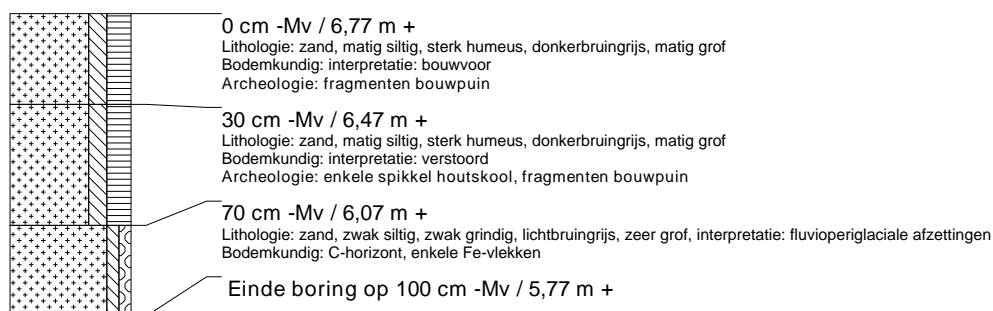 0 cm -Mv / 6,77 m +
Lithologie: zand, matig siltig, sterk humeus, donkerbruingrijs, matig grof
Bodemkundig: interpretatie: bouwvoor
Archeologie: fragmenten bouwpuin
30 cm -Mv / 6,47 m +
Lithologie: zand, matig siltig, sterk humeus, donkerbruingrijs, matig grof
Bodemkundig: interpretatie: verstoord
Archeologie: enkele spikkel houtskool, fragmenten bouwpuin
70 cm -Mv / 6,07 m +
Lithologie: zand, zwak siltig, zwak grindig, lichtbruingrijs, zeer grof, interpretatie: fluvioperiglaciale afzettingen
Bodemkundig: C-horizont, enkele Fe-vlekken
Einde boring op 100 cm -Mv / 5,77 m +